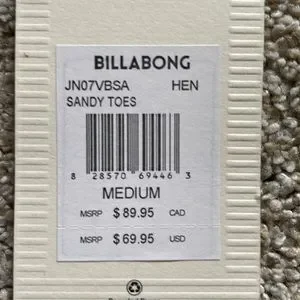 BILLABONG
JN07VBSA HEN
SANDY TOES
8 28570 69446 3
MEDIUM
MSRP $ 89.95 CAD
MSRP $ 69.95 USD